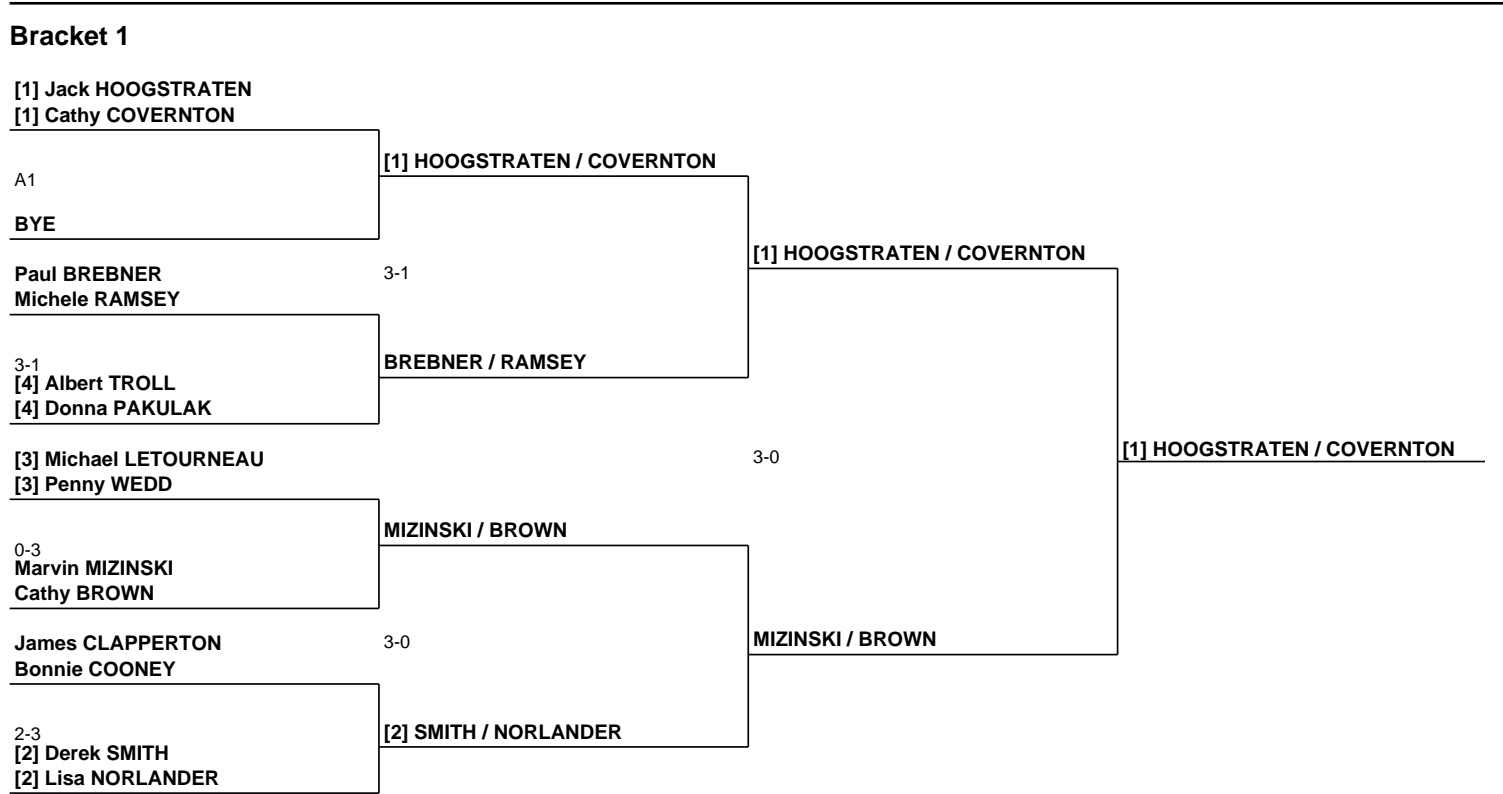 Bracket 1
[1] Jack HOOGSTRATEN
[1] Cathy COVERNTON
[1] HOOGSTRATEN / COVERNTON
A1
BYE
[1] HOOGSTRATEN / COVERNTON
Paul BREBNER
3-1
Michele RAMSEY
3-1
BREBNER / RAMSEY
[4] Albert TROLL
[4] Donna PAKULAK
[1] HOOGSTRATEN / COVERNTON
[3] Michael LETOURNEAU
3-0
[3] Penny WEDD
MIZINSKI / BROWN
0-3
Marvin MIZINSKI
Cathy BROWN
James CLAPPERTON
3-0
MIZINSKI / BROWN
Bonnie COONEY
2-3
[2] SMITH / NORLANDER
[2] Derek SMITH
[2] Lisa NORLANDER